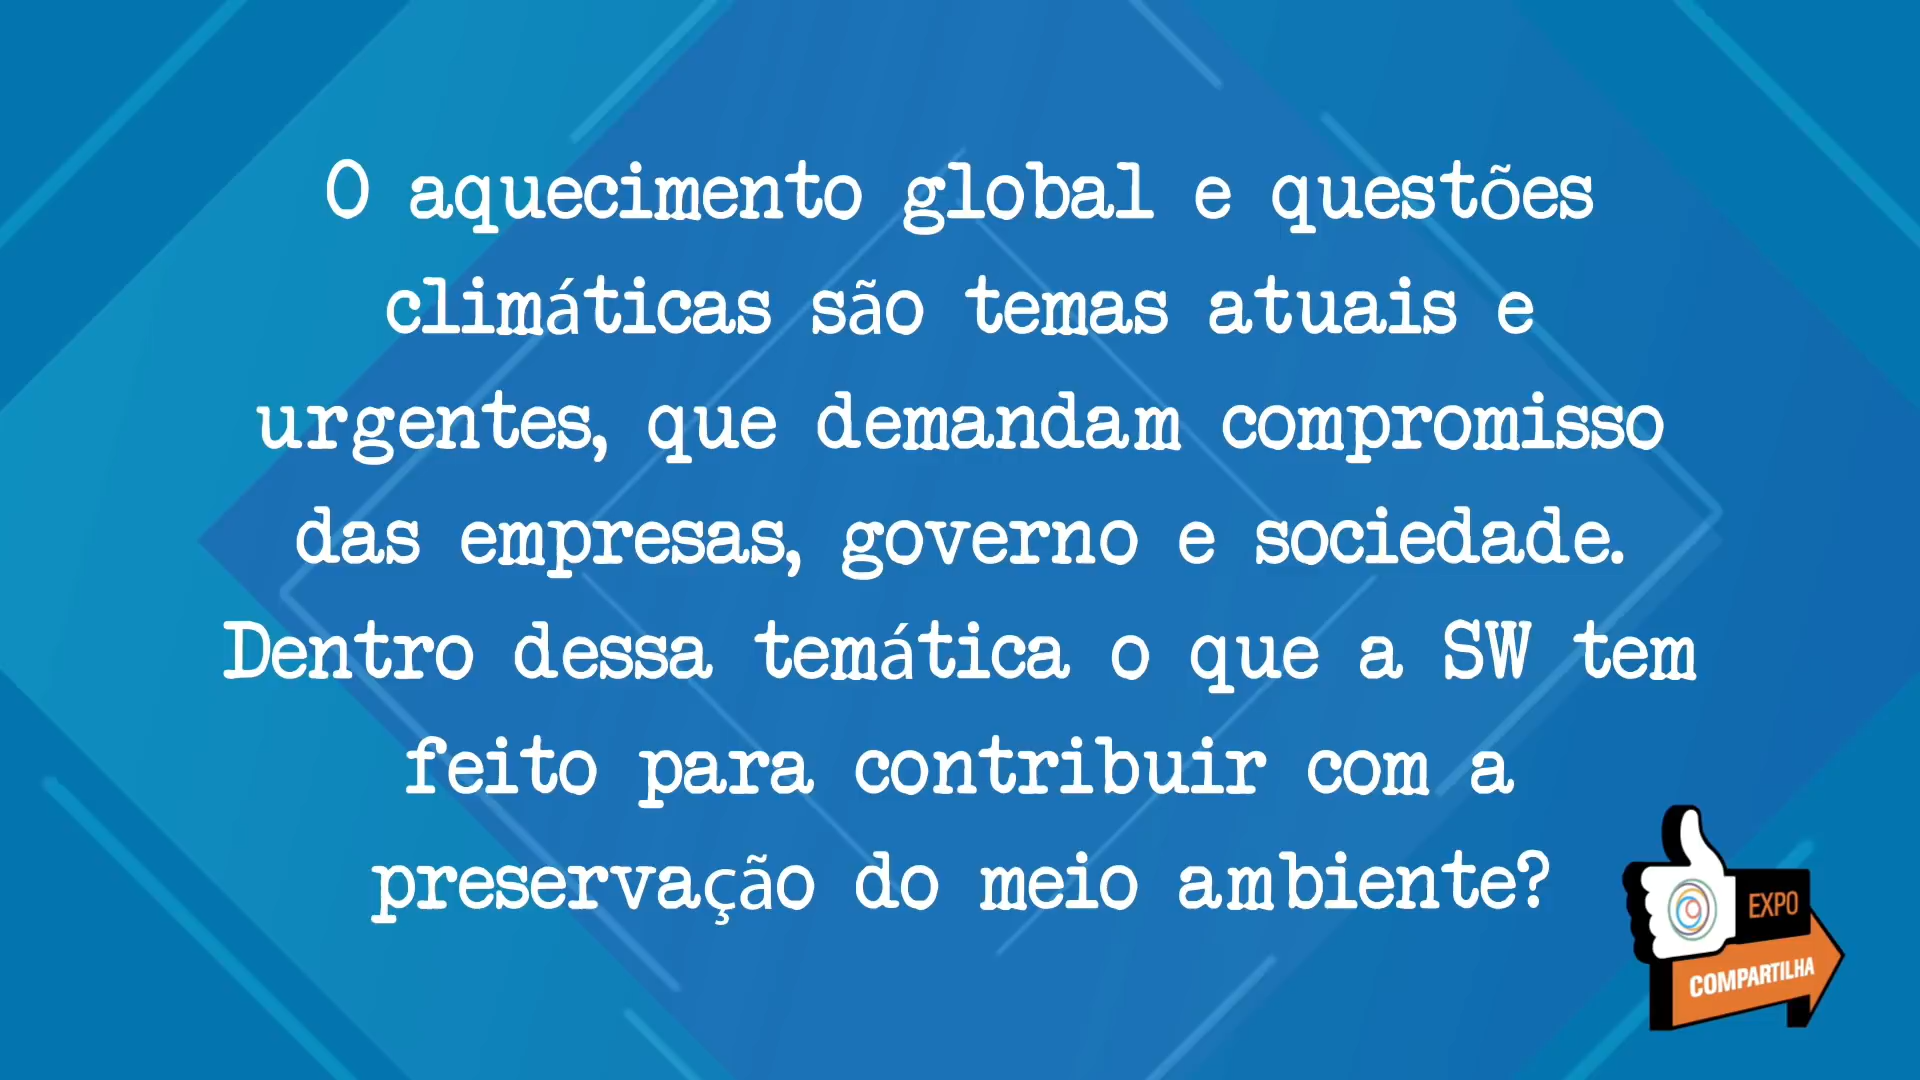 O aquecimento global e questões
climáticas são temas atuais e
urgentes, que demandam compromisso
das empresas, governo e sociedade.
Dentro dessa temática o que a SW tem
feito para contribuir com a
preservação do meio ambiente?
EXPO
COMPARTILHA